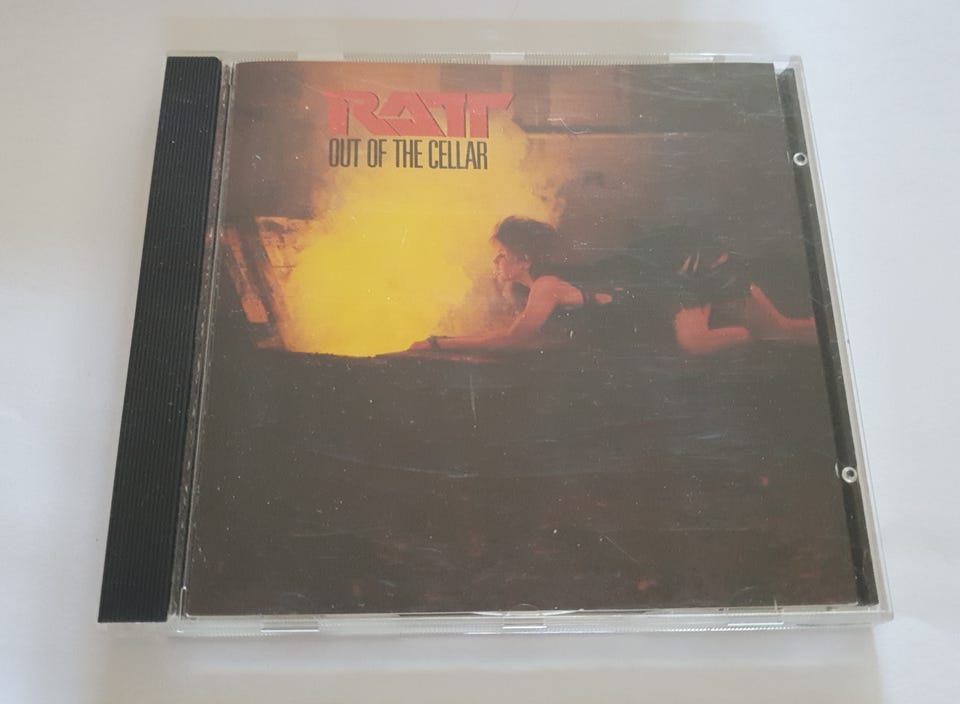 RATT
OUT OF THE CELLAR